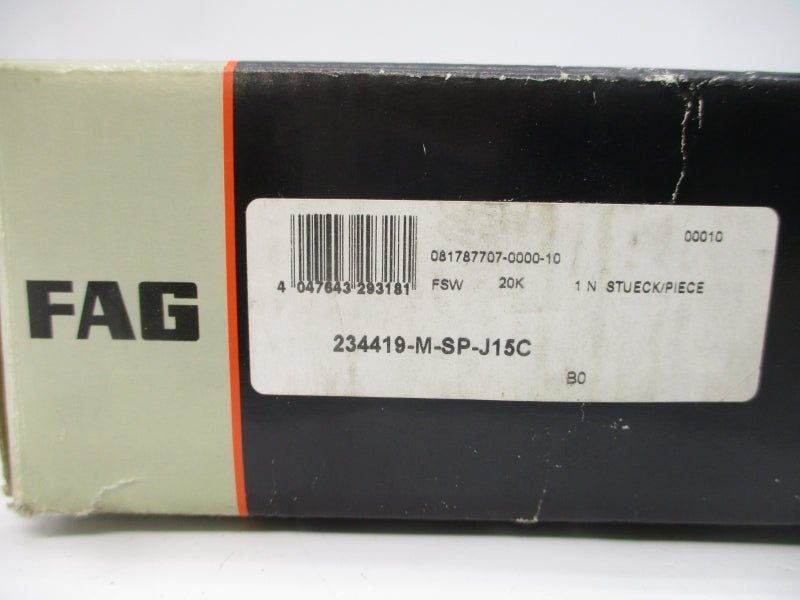 FAG
00010
081787707-0000-10
4 047643 293181 FSW 20K 1 N STUECK/PIECE
234419-M-SP-J15C
B0